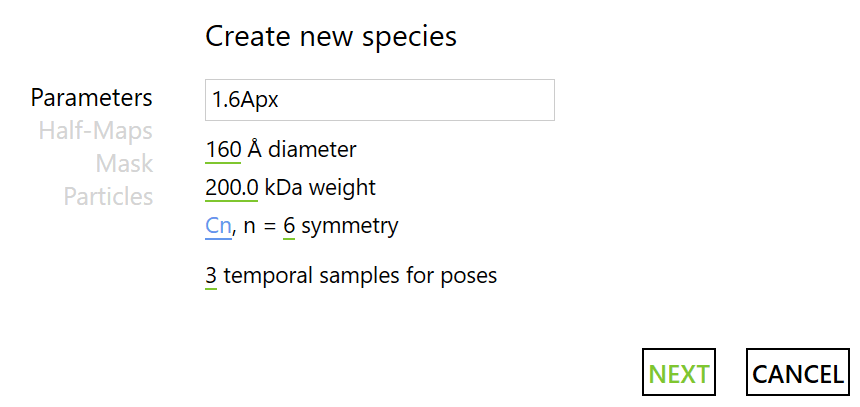 Create new species
Parameters
Half-Maps
Mask
Particles
1.6Apx
160 Å diameter
200.0 kDa weight
Cn, n = 6 symmetry
3 temporal samples for poses
NEXT
CANCEL